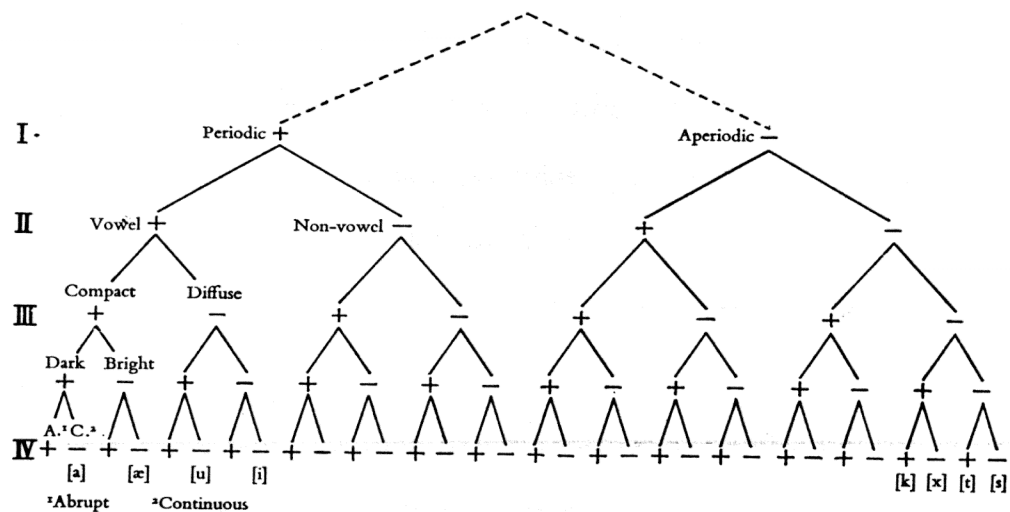 I. Periodic + Aperiodic −
II Vowel + Non-vowel − + −
Compact Diffuse
III + − + − + − + −
Dark Bright
+ − + − + − + − + − + − + − + −
A.¹ C.²
IV + − + − + − + − + − + − + − + − + − + − + − + − + − + − + − + −
[a] [æ] [u] [i] [k] [x] [t] [s]
¹Abrupt ²Continuous